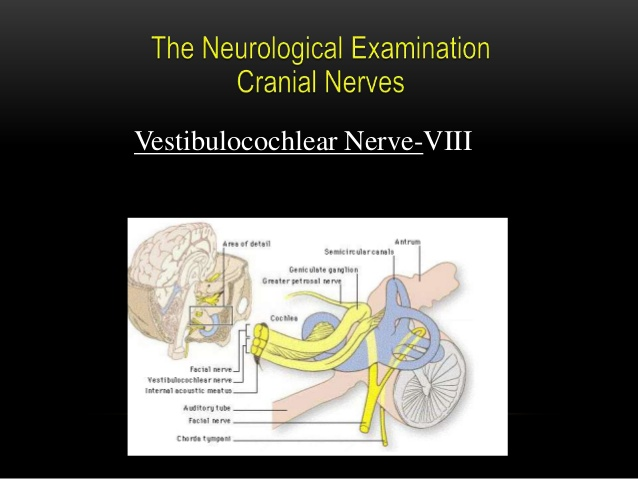 The Neurological Examination
Cranial Nerves
Vestibulocochlear Nerve-VIII
Area of detail
Antrum
Semicircular canals
Geniculate ganglion
Greater petrosal nerve
Cochlea
Facial nerve
Vestibulocochlear nerve
Internal acoustic meatus
Auditory tube
Facial nerve
Chorda tympani